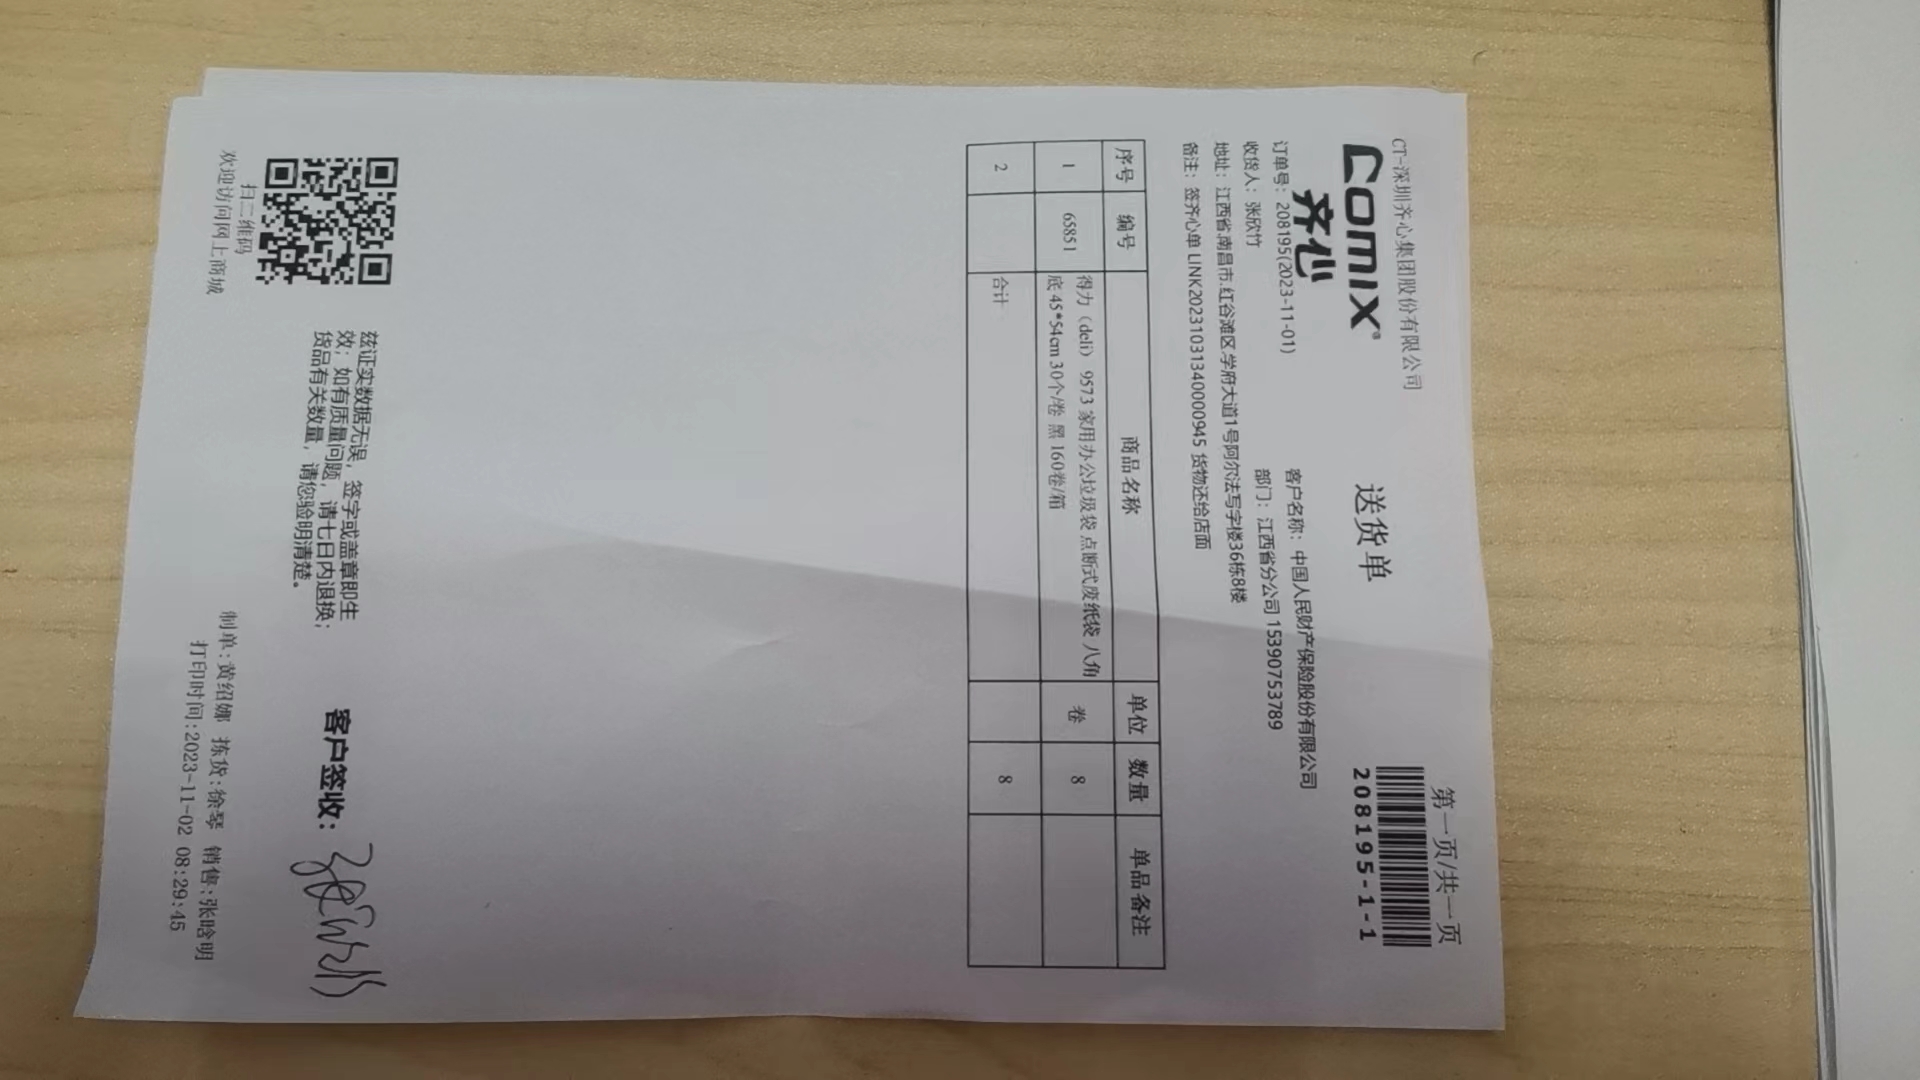 CT-深圳齐心集团股份有限公司
第一页/共一页
COMIX
齐心
送货单
208195-1-1
订单号：208195(2023-11-01)
客户名称：中国人民财产保险股份有限公司
收货人：张欣竹
部门：江西省分公司 15390753789
地址：江西省.南昌市.红谷滩区.学府大道1号阿尔法写字楼36栋8楼
备注：签齐心单 LINK2023103134000945 货物还给店面
序号 编号 商品名称 单位 数量 单品备注
1 65851 得力（deli） 9573 家用办公垃圾袋 点断式废纸袋 八角 卷 8
底 45*54cm 30个/卷 黑 160卷/箱
2 合计 8
兹证实数据无误，签字或盖章即生
效；如有质量问题，请七日内退换；
货品有关数量，请您验明清楚。
客户签收：
扫二维码
欢迎访问网上商城
制单:黄绍娜 拣货:徐琴 销售:张晗明
打印时间:2023-11-02 08:29:45